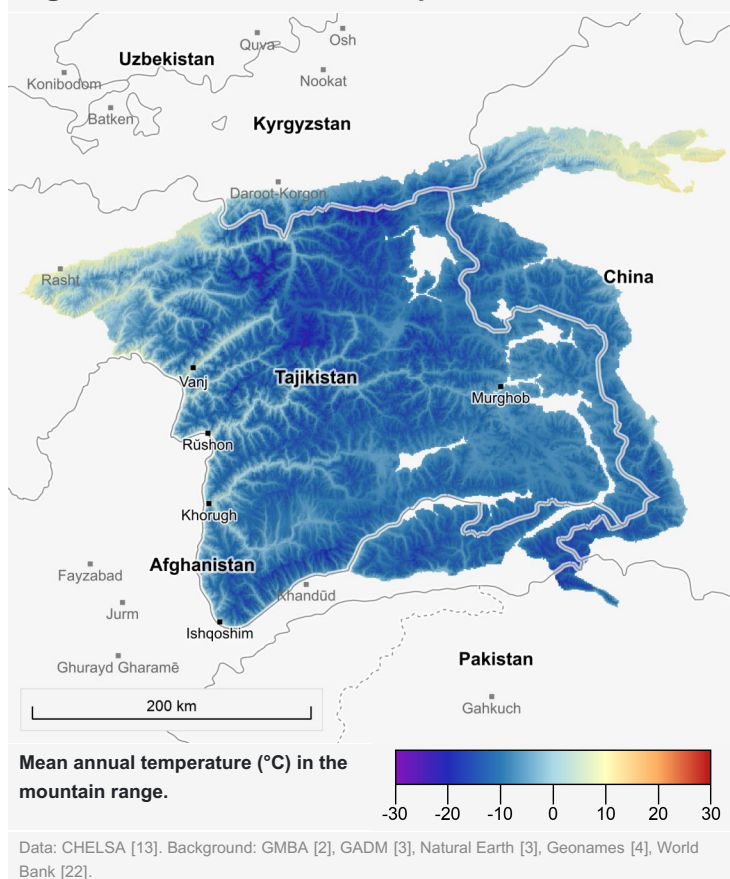 Uzbekistan
Quva
Osh
Konibodom
Nookat
Batken
Kyrgyzstan
Daroot-Korgon
Rasht
China
Vanj
Tajikistan
Murghob
Rŭshon
Khorugh
Afghanistan
Fayzabad
Khandūd
Jurm
Ishqoshim
Ghurayd Gharamē
Pakistan
Gahkuch
200 km
Mean annual temperature (°C) in the
mountain range.
-30 -20 -10 0 10 20 30
Data: CHELSA [13]. Background: GMBA [2], GADM [3], Natural Earth [3], Geonames [4], World
Bank [22].